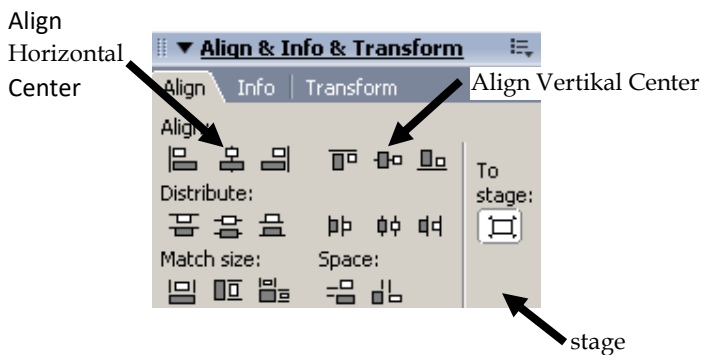 Align
Horizontal
Center
Align & Info & Transform
Align Info Transform
Align Vertikal Center
Align:
To
stage:
Distribute:
Match size: Space:
stage